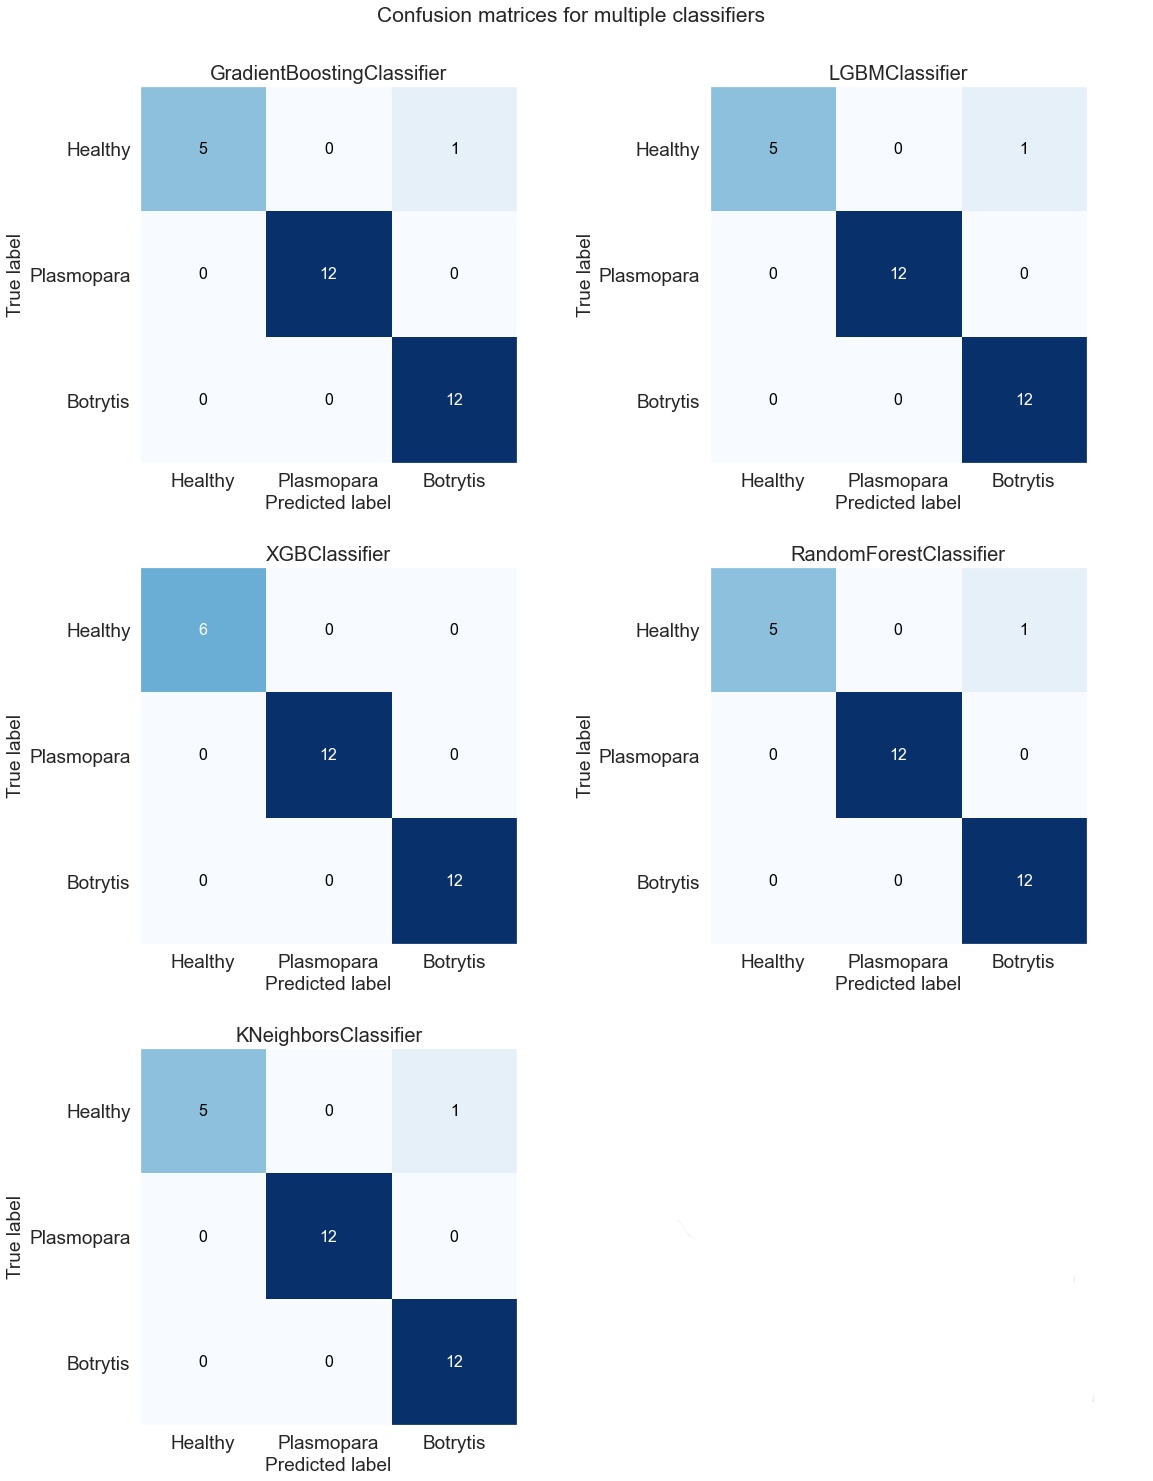 Confusion matrices for multiple classifiers
GradientBoostingClassifier
Healthy 5 0 1
Plasmopara 0 12 0
Botrytis 0 0 12
True label
Healthy Plasmopara Botrytis
Predicted label
LGBMClassifier
Healthy 5 0 1
Plasmopara 0 12 0
Botrytis 0 0 12
True label
Healthy Plasmopara Botrytis
Predicted label
XGBClassifier
Healthy 6 0 0
Plasmopara 0 12 0
Botrytis 0 0 12
True label
Healthy Plasmopara Botrytis
Predicted label
RandomForestClassifier
Healthy 5 0 1
Plasmopara 0 12 0
Botrytis 0 0 12
True label
Healthy Plasmopara Botrytis
Predicted label
KNeighborsClassifier
Healthy 5 0 1
Plasmopara 0 12 0
Botrytis 0 0 12
True label
Healthy Plasmopara Botrytis
Predicted label